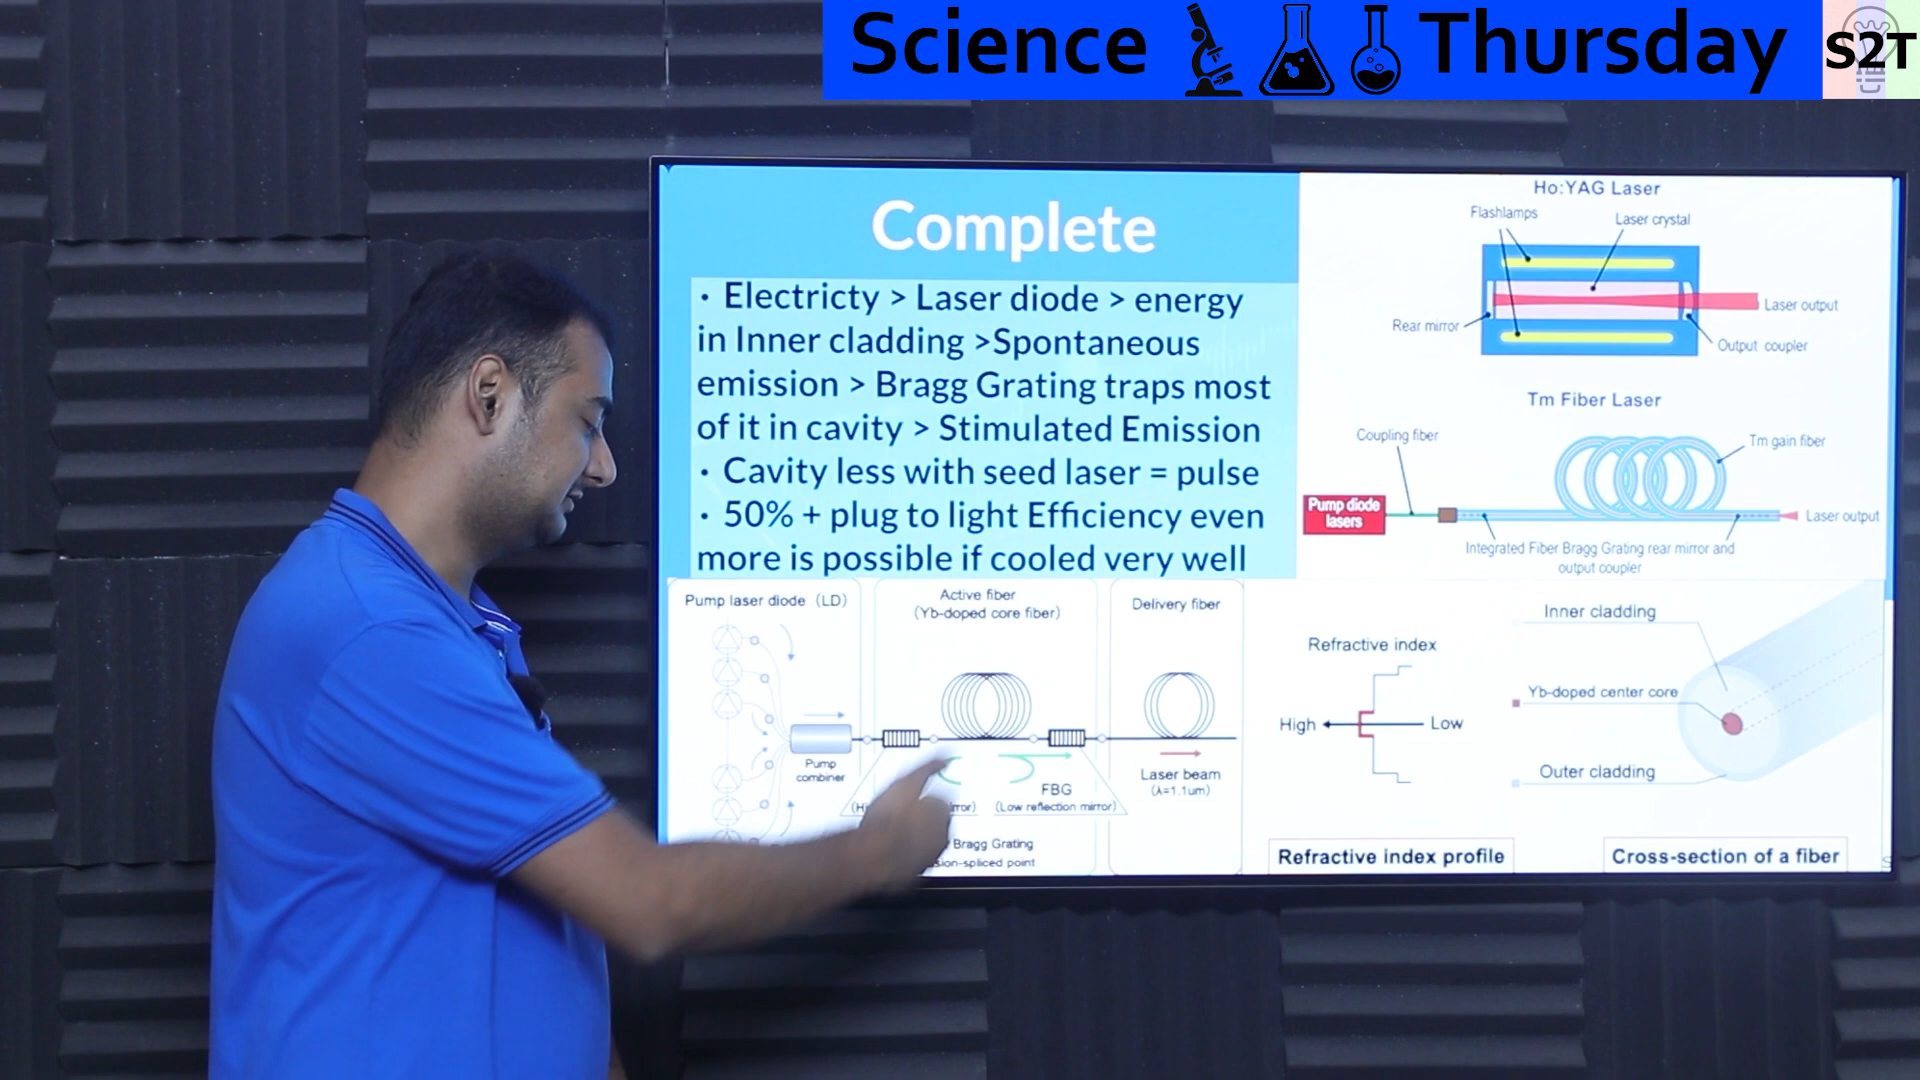 Science Thursday
S2T
Complete
· Electricty > Laser diode > energy
in Inner cladding >Spontaneous
emission > Bragg Grating traps most
of it in cavity > Stimulated Emission
· Cavity less with seed laser = pulse
· 50% + plug to light Efficiency even
more is possible if cooled very well
Ho:YAG Laser
Flashlamps
Laser crystal
Rear mirror
Laser output
Output coupler
Tm Fiber Laser
Coupling fiber
Tm gain fiber
Pump diode
lasers
Laser output
Integrated Fiber Bragg Grating rear mirror and
output coupler
Pump laser diode (LD)
Pump
combiner
Active fiber
(Yb-doped core fiber)
FBG
(Low reflection mirror)
Bragg Grating
point
Delivery fiber
Laser beam
(λ=1.1um)
Refractive index
High
Low
Refractive index profile
Inner cladding
Yb-doped center core
Outer cladding
Cross-section of a fiber